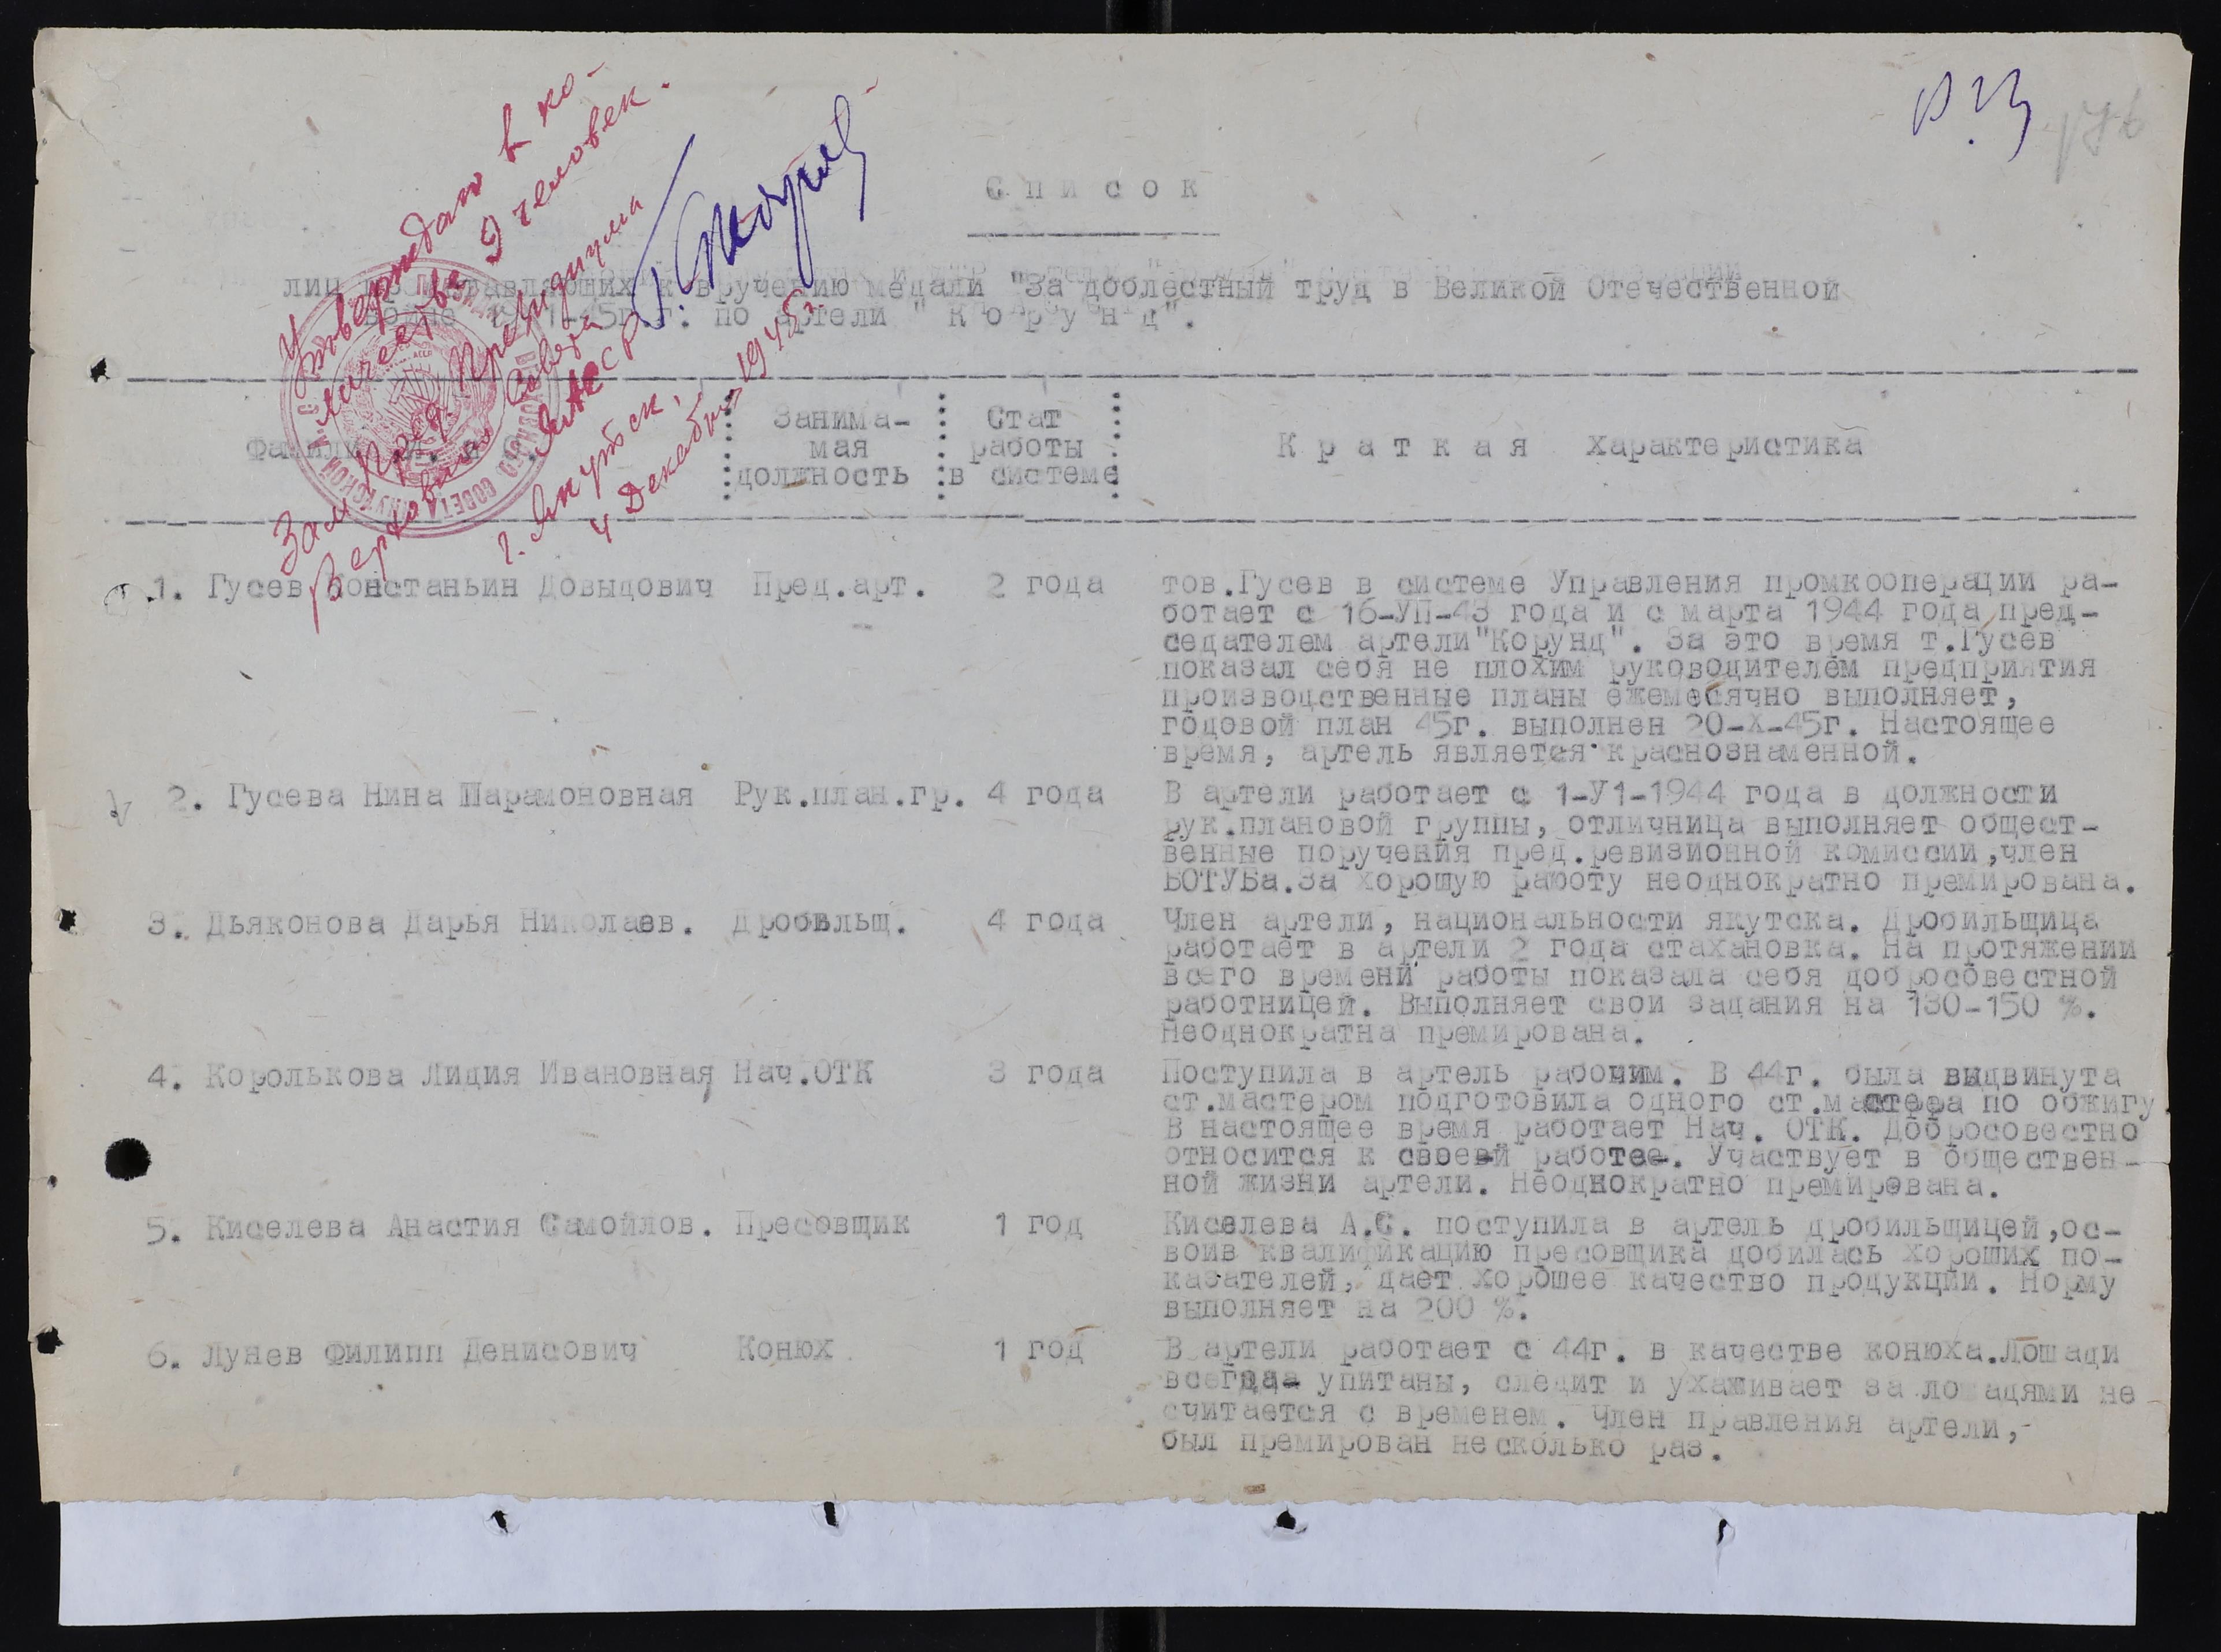 Утверждаю в ко-
личестве 9 человек.
Зам. Пред. Президиума
Верховного Совета ЯАССР
г. Якутск,
4 Декабря 1945г.
176
Список
лиц представляющих к вручению медали "За доблестный труд в Великой Отечественной
войне 1941-45г.г. по артели "Корунд".
Фамилия, и. о.
Занима-
мая
должность
Стат
работы
в системе
Краткая характеристика
1. Гусев Констаньин Довыдович Пред.арт. 2 года
тов.Гусев в системе Управления промкооперации ра-
ботает с 16-УП-43 года и с марта 1944 года пред-
седателем артели"Корунд". За это время т.Гусев
показал себя не плохим руководителем предприятия
производственные планы ежемесячно выполняет,
годовой план 45г. выполнен 20-Х-45г. Настоящее
время, артель является краснознаменной.
2. Гусева Нина Парамоновная Рук.план.гр. 4 года
В артели работает с 1-У1-1944 года в должности
рук.плановой группы, отличница выполняет общест-
венные поручения пред.ревизионной комиссии,член
БОТУБа.За хорошую работу неоднократно премирована.
3. Дьяконова Дарья Николаев. Дробильщ. 4 года
Член артели, национальности якутска. Дробильщица
работает в артели 2 года стахановка. На протяжении
всего времени работы показала себя добросовестной
работницей. Выполняет свои задания на 130-150 %.
Неоднократна премирована.
4. Королькова Лидия Ивановная Нач.ОТК 3 года
Поступила в артель рабочим. В 44г. была выдвинута
ст.мастером подготовила одного ст.мастера по обжигу
В настоящее время работает Нач. ОТК. Добросовестно
относится к своей работе. Участвует в обществен-
ной жизни артели. Неоднократно премирована.
5. Киселева Анастия Самойлов. Пресовщик 1 год
Киселева А.С. поступила в артель дробильщицей,ос-
воив квалификацию пресовщика добилась хороших по-
казателей, дает хорошее качество продукции. Норму
выполняет на 200 %.
6. Лунев Филипп Денисович Конюх 1 год
В артели работает с 44г. в качестве конюха.Лошади
всегда упитаны, следит и ухаживает за лошадями не
считается с временем. Член правления артели,
был премирован несколько раз.